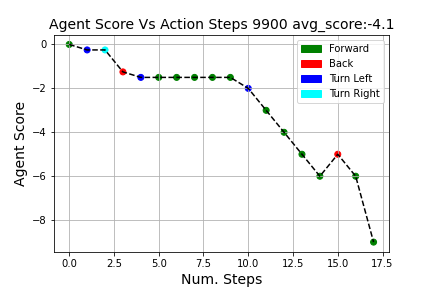 Agent Score Vs Action Steps 9900 avg_score:-4.1
Agent Score
0
−2
−4
−6
−8
Forward
Back
Turn Left
Turn Right
0.0 2.5 5.0 7.5 10.0 12.5 15.0 17.5
Num. Steps